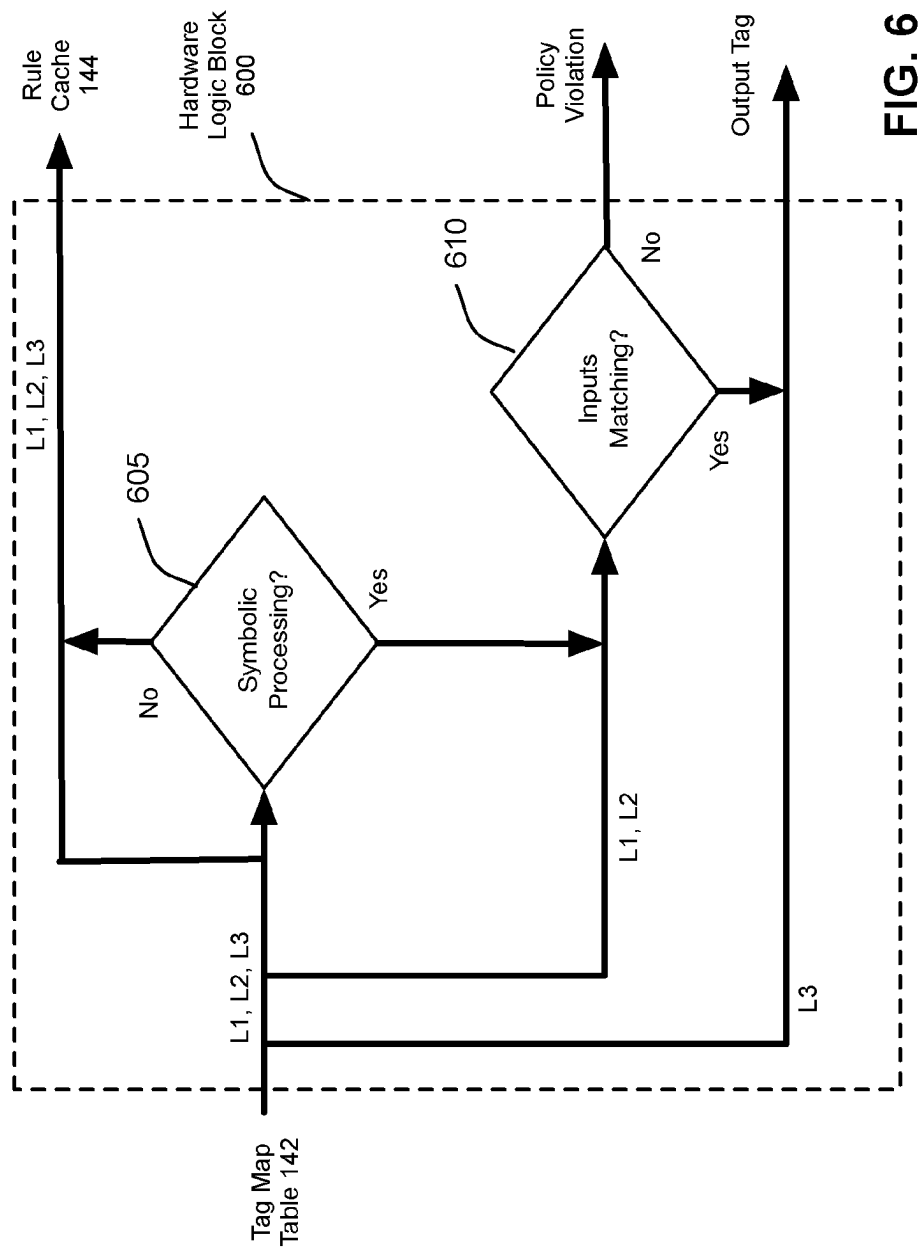 Tag Map
Table 142
L1, L2, L3
L1, L2, L3
Rule
Cache
144
Hardware
Logic Block
600
605
Symbolic
Processing?
No
Yes
L1, L2
610
Inputs
Matching?
No
Yes
Policy
Violation
L3
Output Tag
FIG. 6